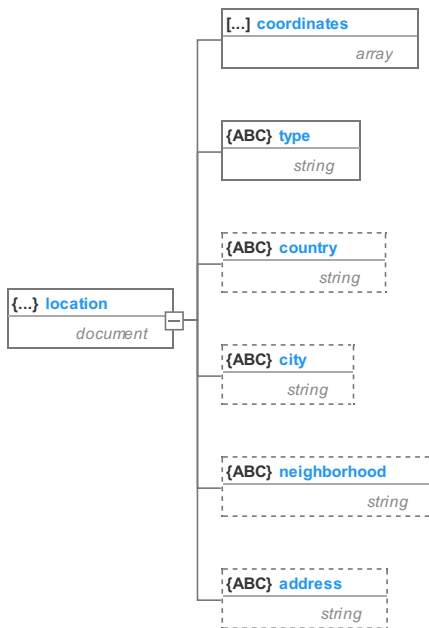 [...] coordinates
array
{ABC} type
string
{ABC} country
string
{...} location
document
{ABC} city
string
{ABC} neighborhood
string
{ABC} address
string